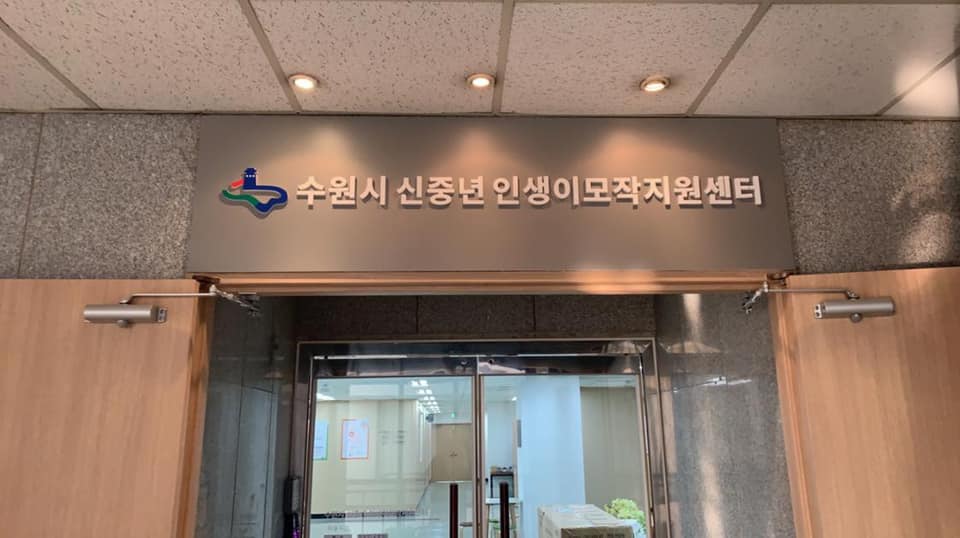 수원시 신중년 인생이모작지원센터